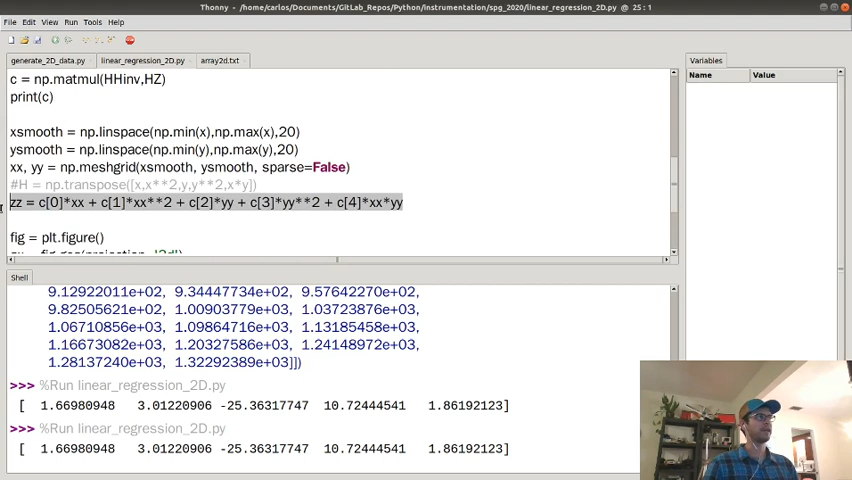 Thonny - /home/carlos/Documents/GitLab_Repos/Python/instrumentation/spg_2020/linear_regression_2D.py @ 25 : 1
File Edit View Run Tools Help
generate_2D_data.py linear_regression_2D.py array2d.txt
c = np.matmul(HHinv,HZ)
print(c)
xsmooth = np.linspace(np.min(x),np.max(x),20)
ysmooth = np.linspace(np.min(y),np.max(y),20)
xx, yy = np.meshgrid(xsmooth, ysmooth, sparse=False)
#H = np.transpose([x,x**2,y,y**2,x*y])
zz = c[0]*xx + c[1]*xx**2 + c[2]*yy + c[3]*yy**2 + c[4]*xx*yy
fig = plt.figure()
Variables
Name Value
Shell
9.12922011e+02, 9.34447734e+02, 9.57642270e+02,
9.82505621e+02, 1.00903779e+03, 1.03723876e+03,
1.06710856e+03, 1.09864716e+03, 1.13185458e+03,
1.16673082e+03, 1.20327586e+03, 1.24148972e+03,
1.28137240e+03, 1.32292389e+03]])
>>> %Run linear_regression_2D.py
[ 1.66980948 3.01220906 -25.36317747 10.72444541 1.86192123]
>>> %Run linear_regression_2D.py
[ 1.66980948 3.01220906 -25.36317747 10.72444541 1.86192123]